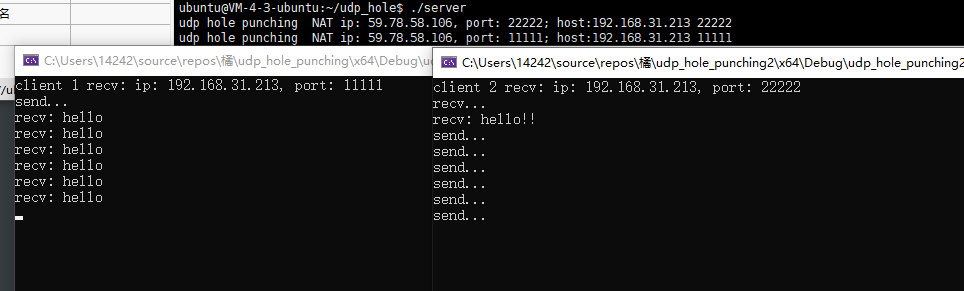 名
ubuntu@VM-4-3-ubuntu:~/udp_hole$ ./server
udp hole punching  NAT ip: 59.78.58.106, port: 22222; host:192.168.31.213 22222
udp hole punching  NAT ip: 59.78.58.106, port: 11111; host:192.168.31.213 11111
C:\Users\14242\source\repos\橘\udp_hole_punching\x64\Debug\udp_hole_punching
client 1 recv: ip: 192.168.31.213, port: 11111
send...
recv: hello
recv: hello
recv: hello
recv: hello
recv: hello
recv: hello
C:\Users\14242\source\repos\橘\udp_hole_punching2\x64\Debug\udp_hole_punching2
client 2 recv: ip: 192.168.31.213, port: 22222
recv...
recv: hello!!
send...
send...
send...
send...
send...
send...